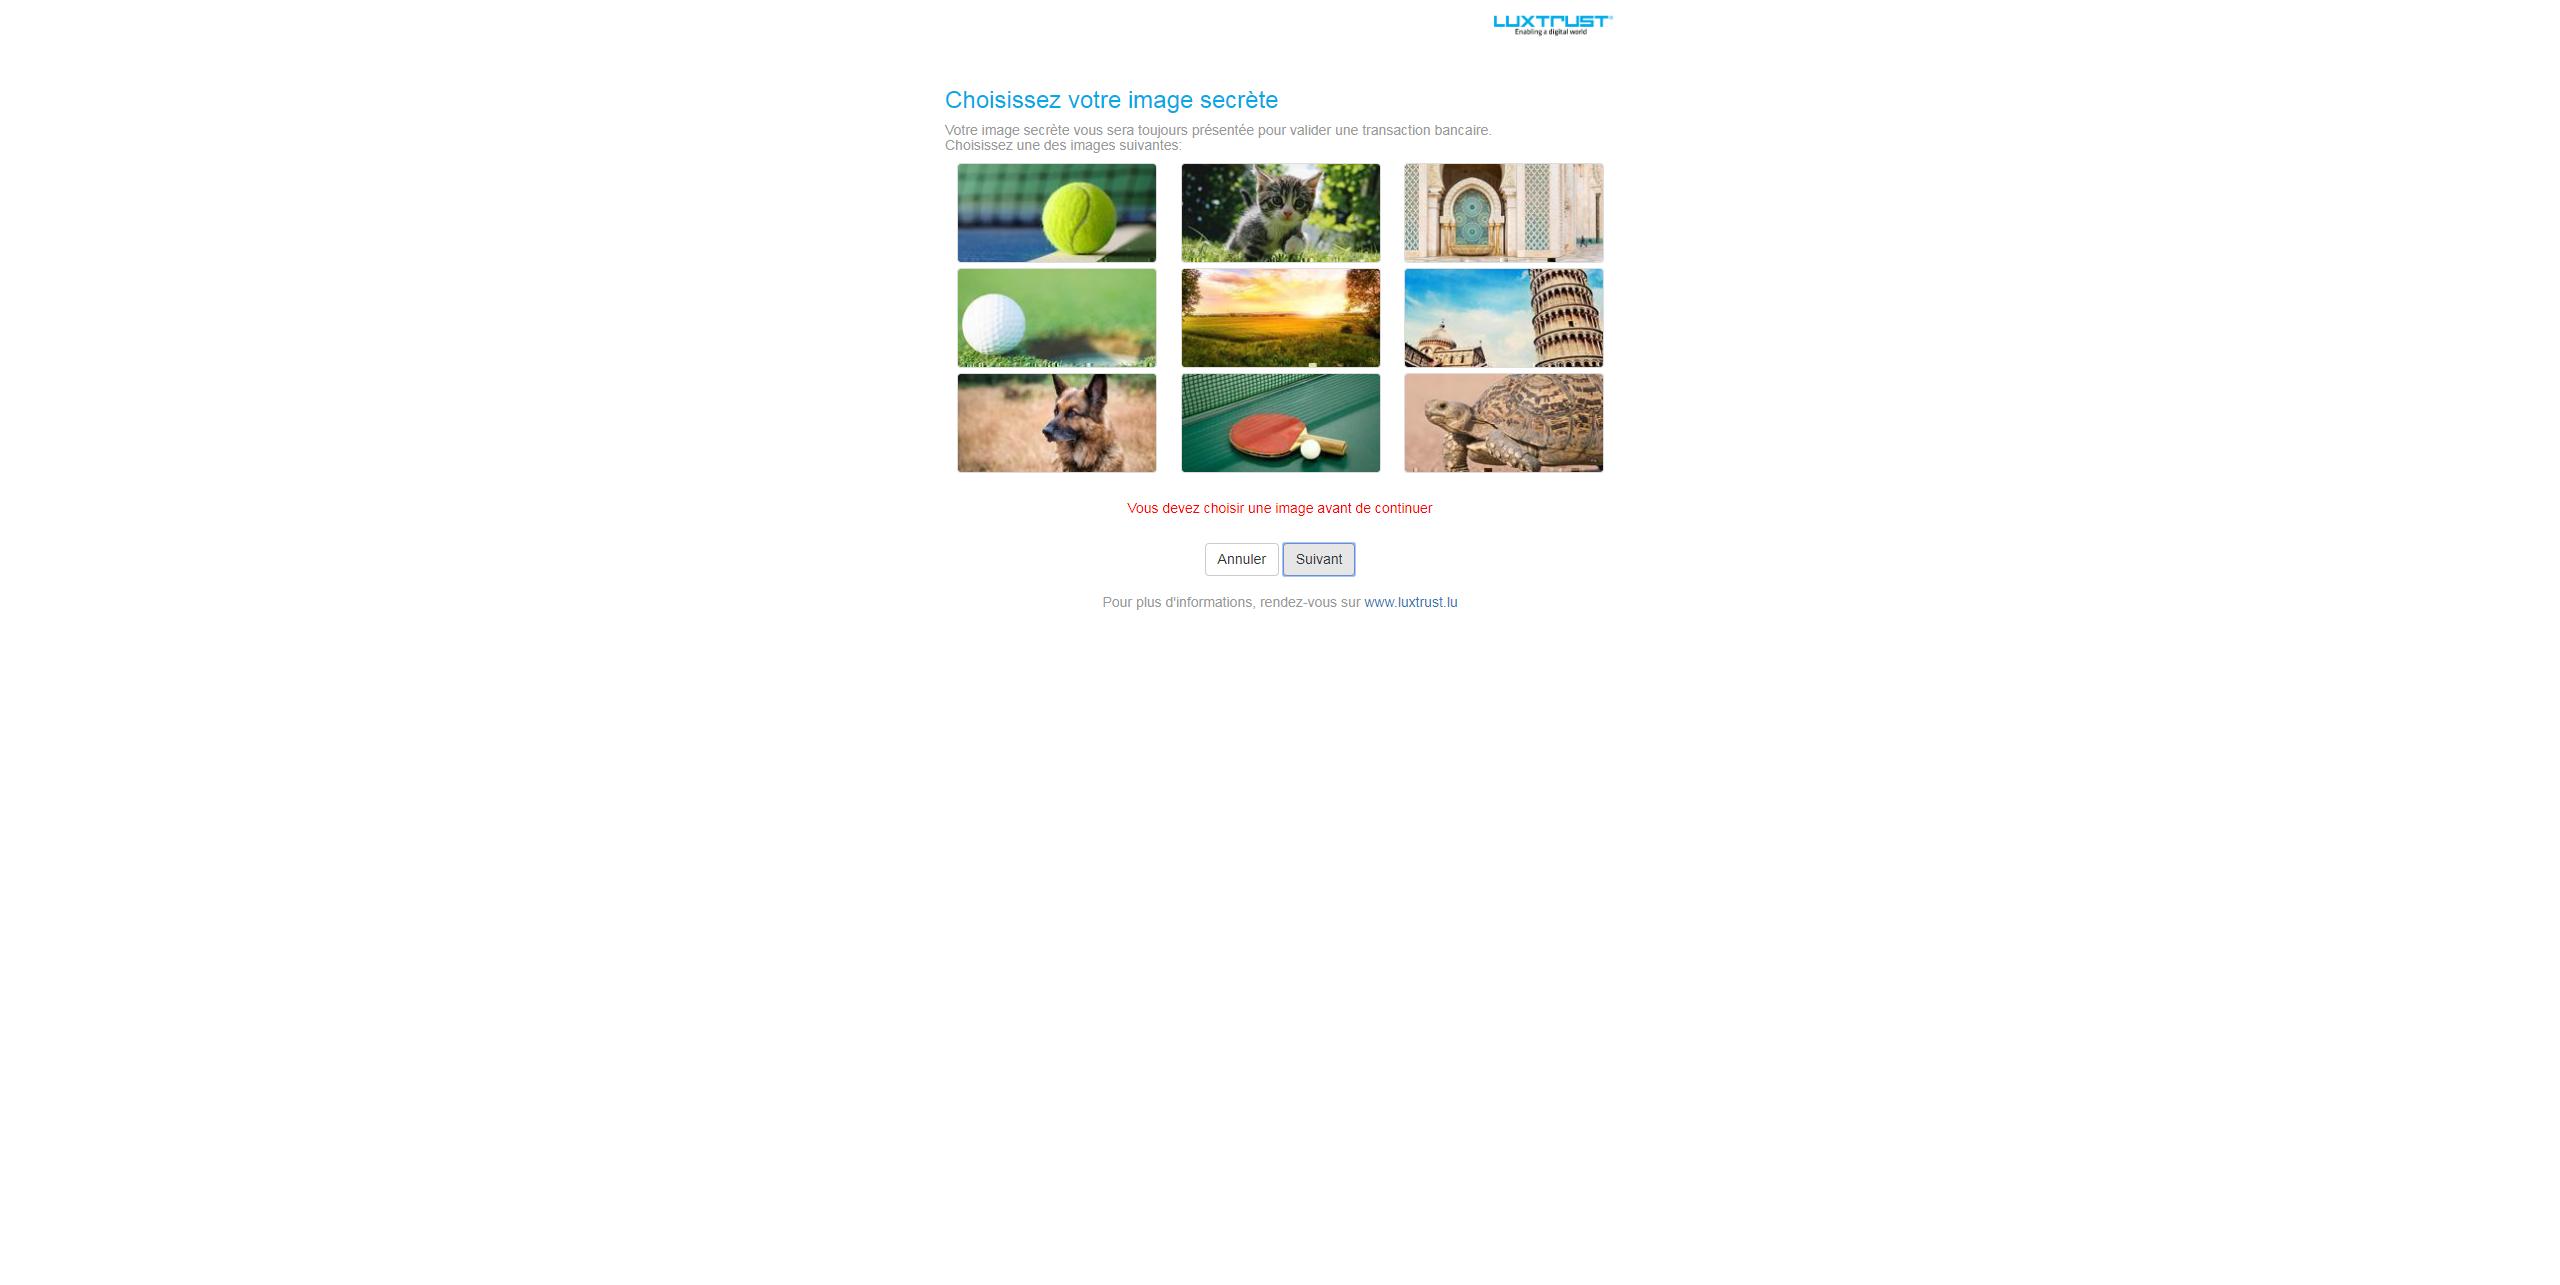 LUXTRUST
Enabling a digital world
Choisissez votre image secrète
Votre image secrète vous sera toujours présentée pour valider une transaction bancaire.
Choisissez une des images suivantes:
Vous devez choisir une image avant de continuer
Annuler Suivant
Pour plus d'informations, rendez-vous sur www.luxtrust.lu